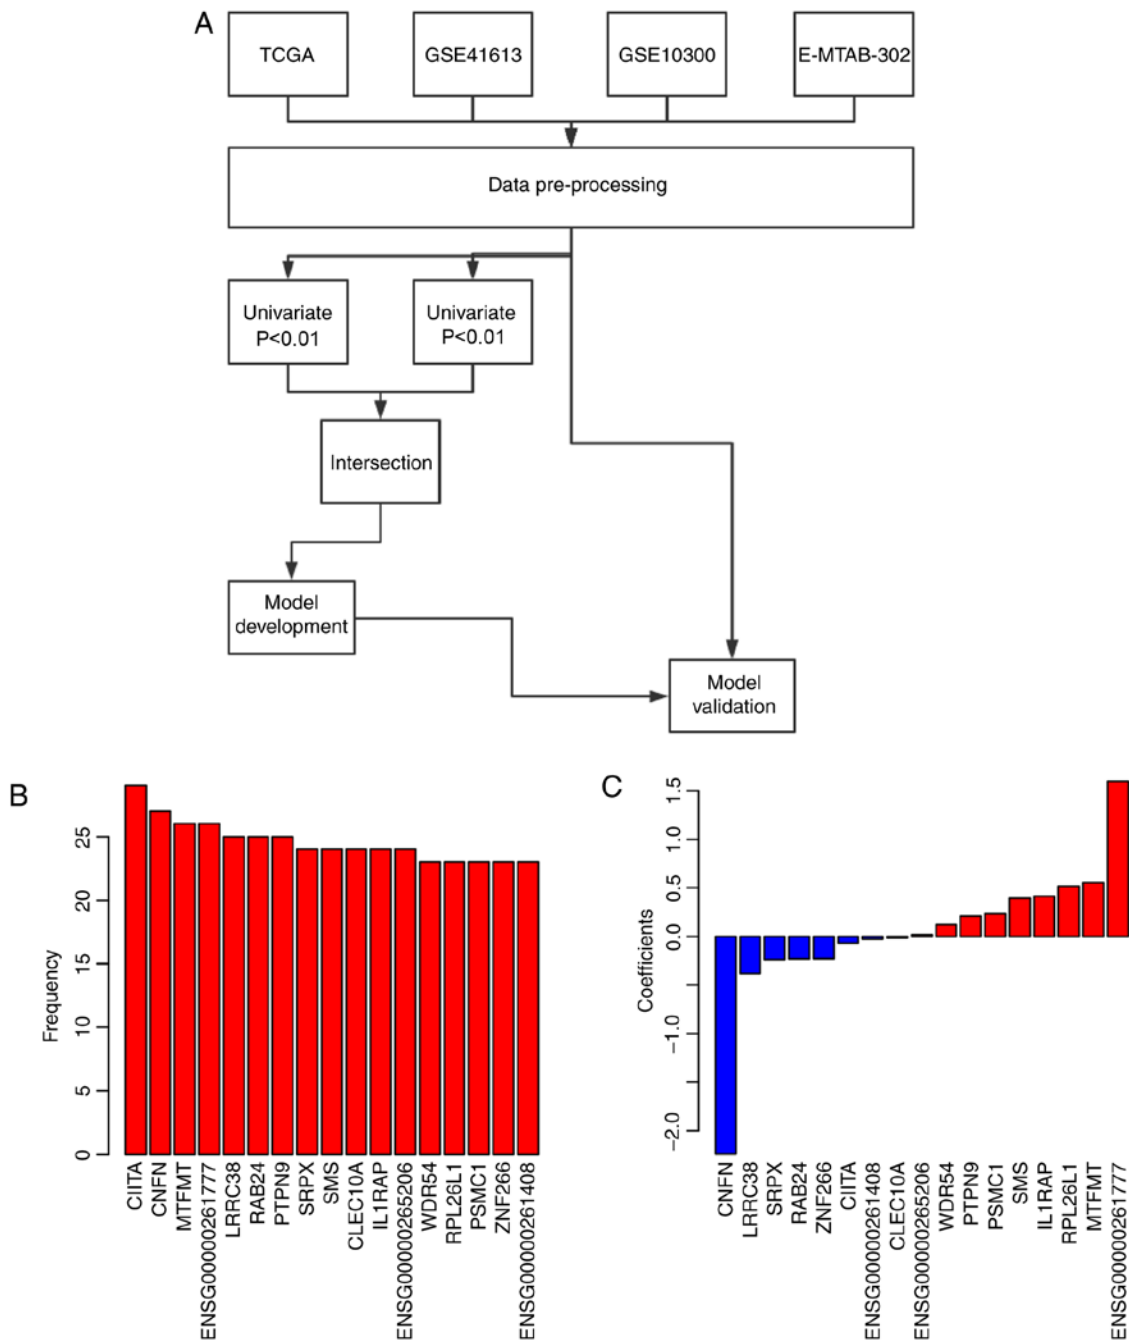 A
TCGA
GSE41613
GSE10300
E-MTAB-302
Data pre-processing
Univariate
P<0.01
Univariate
P<0.01
Intersection
Model
development
Model
validation
B
Frequency
25
20
15
10
5
0
CIITA
CNFN
MTFMT
ENSG00000261777
LRRC38
RAB24
PTPN9
SRPX
SMS
CLEC10A
IL1RAP
ENSG00000265206
WDR54
RPL26L1
PSMC1
ZNF266
ENSG00000261408
C
Coefficients
1.5
1.0
0.5
0.0
−1.0
−2.0
CNFN
LRRC38
SRPX
RAB24
ZNF266
CIITA
ENSG00000261408
CLEC10A
ENSG00000265206
WDR54
PTPN9
PSMC1
SMS
IL1RAP
RPL26L1
MTFMT
ENSG00000261777